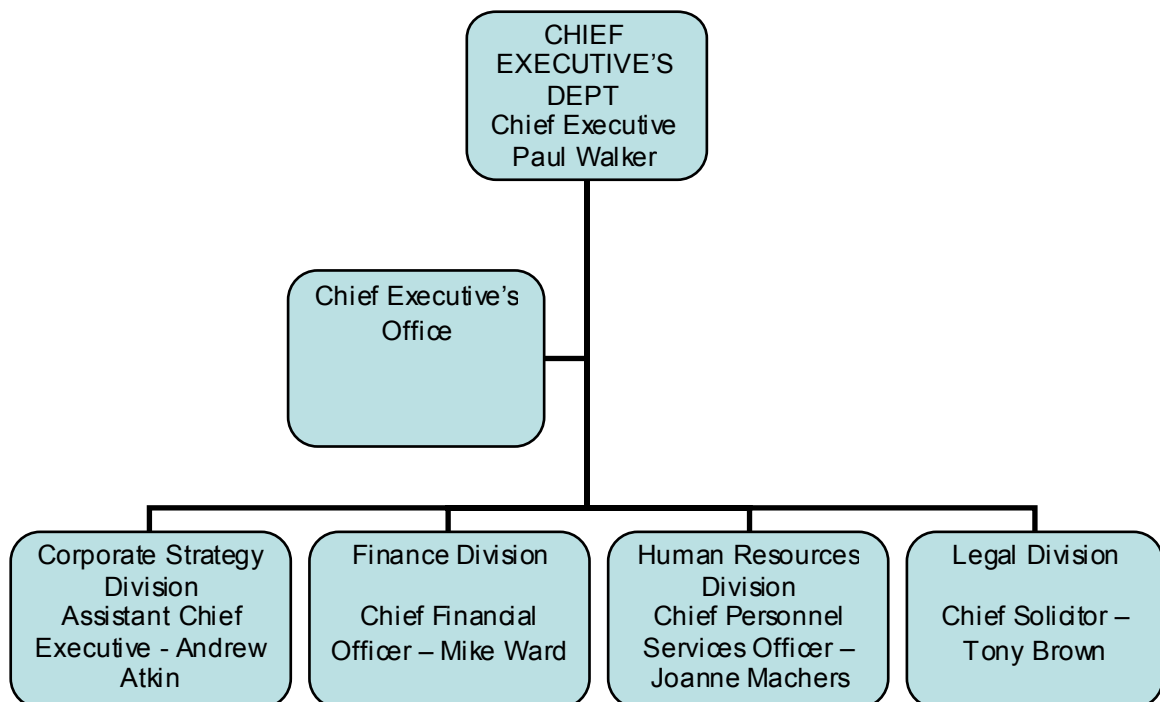 CHIEF
EXECUTIVE’S
DEPT
Chief Executive
Paul Walker
Chief Executive’s
Office
Corporate Strategy
Division
Assistant Chief
Executive - Andrew
Atkin
Finance Division
Chief Financial
Officer – Mike Ward
Human Resources
Division
Chief Personnel
Services Officer –
Joanne Machers
Legal Division
Chief Solicitor –
Tony Brown